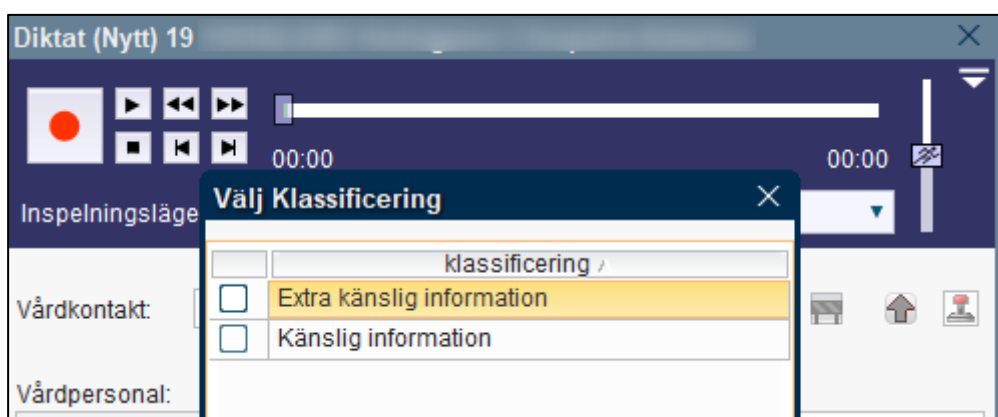 Diktat (Nytt) 19
00:00 00:00
Inspelningsläge
Välj Klassificering
klassificering
Extra känslig information
Känslig information
Vårdkontakt:
Vårdpersonal: